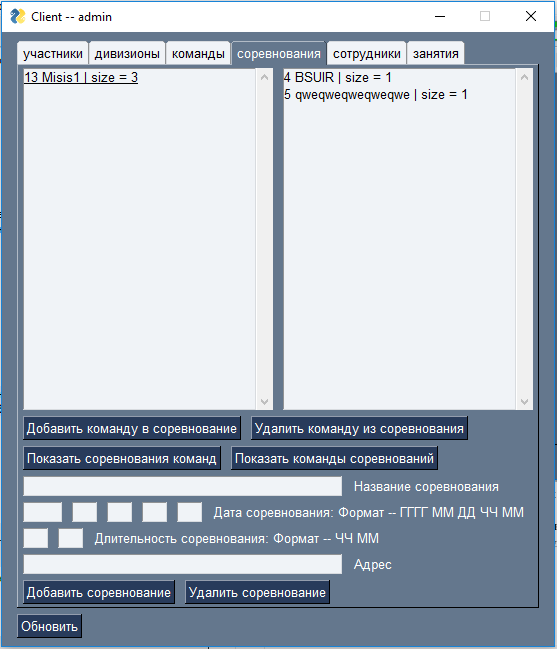 Client -- admin
участники дивизионы команды соревнования сотрудники занятия
13 Misis1 | size = 3
4 BSUIR | size = 1
5 qweqweqweqweqwe | size = 1
Добавить команду в соревнование Удалить команду из соревнования
Показать соревнования команд Показать команды соревнований
Название соревнования
Дата соревнования: Формат -- ГГГГ ММ ДД ЧЧ ММ
Длительность соревнования: Формат -- ЧЧ ММ
Адрес
Добавить соревнование Удалить соревнование
Обновить